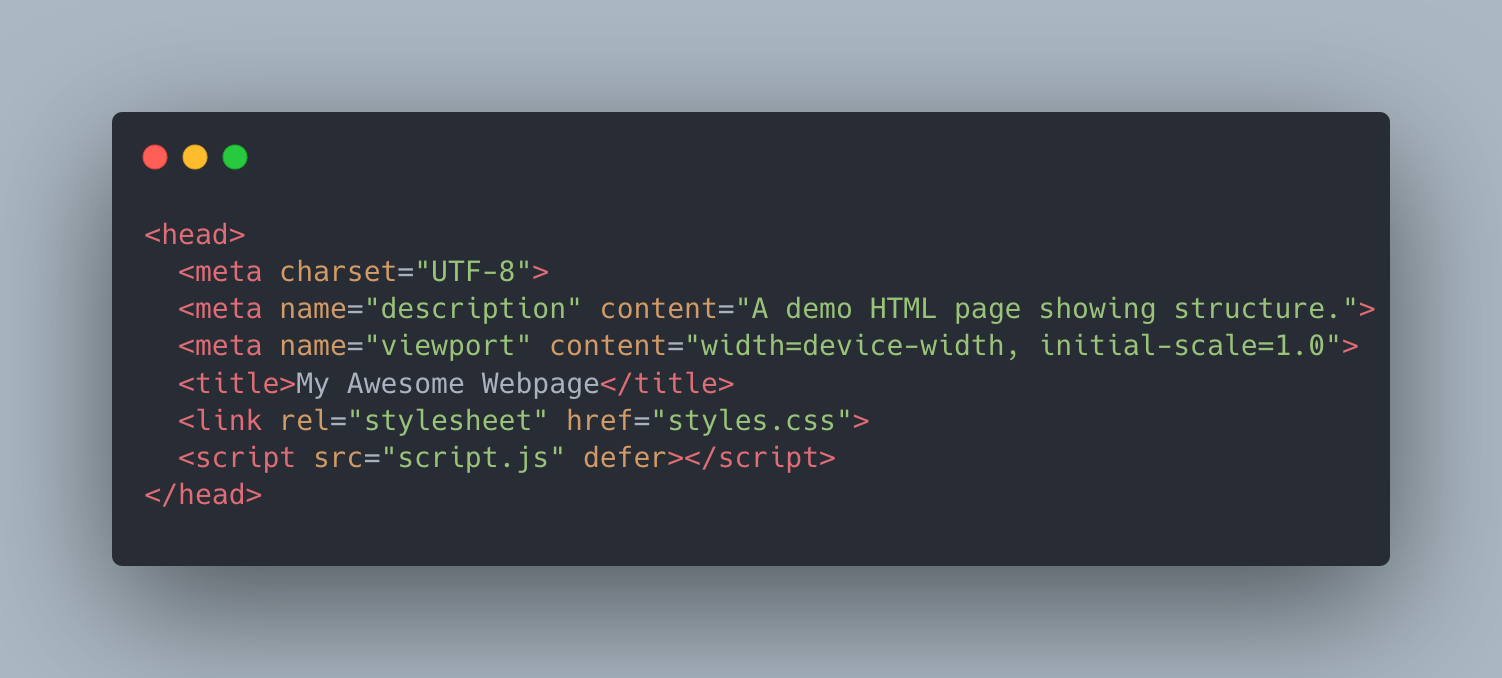 <head>
  <meta charset="UTF-8">
  <meta name="description" content="A demo HTML page showing structure.">
  <meta name="viewport" content="width=device-width, initial-scale=1.0">
  <title>My Awesome Webpage</title>
  <link rel="stylesheet" href="styles.css">
  <script src="script.js" defer></script>
</head>